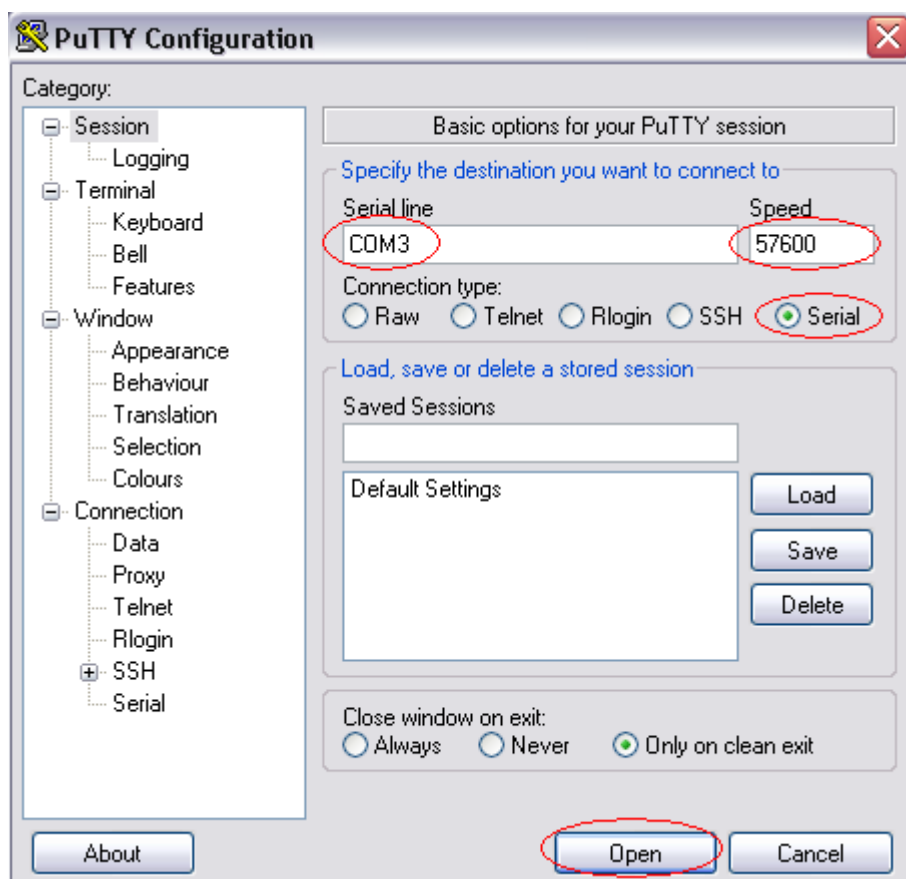 PuTTY Configuration
Category:
Session
Logging
Terminal
Keyboard
Bell
Features
Window
Appearance
Behaviour
Translation
Selection
Colours
Connection
Data
Proxy
Telnet
Rlogin
SSH
Serial
Basic options for your PuTTY session
Specify the destination you want to connect to
Serial line Speed
COM3 57600
Connection type:
Raw Telnet Rlogin SSH Serial
Load, save or delete a stored session
Saved Sessions
Default Settings
Load
Save
Delete
Close window on exit:
Always Never Only on clean exit
About Open Cancel